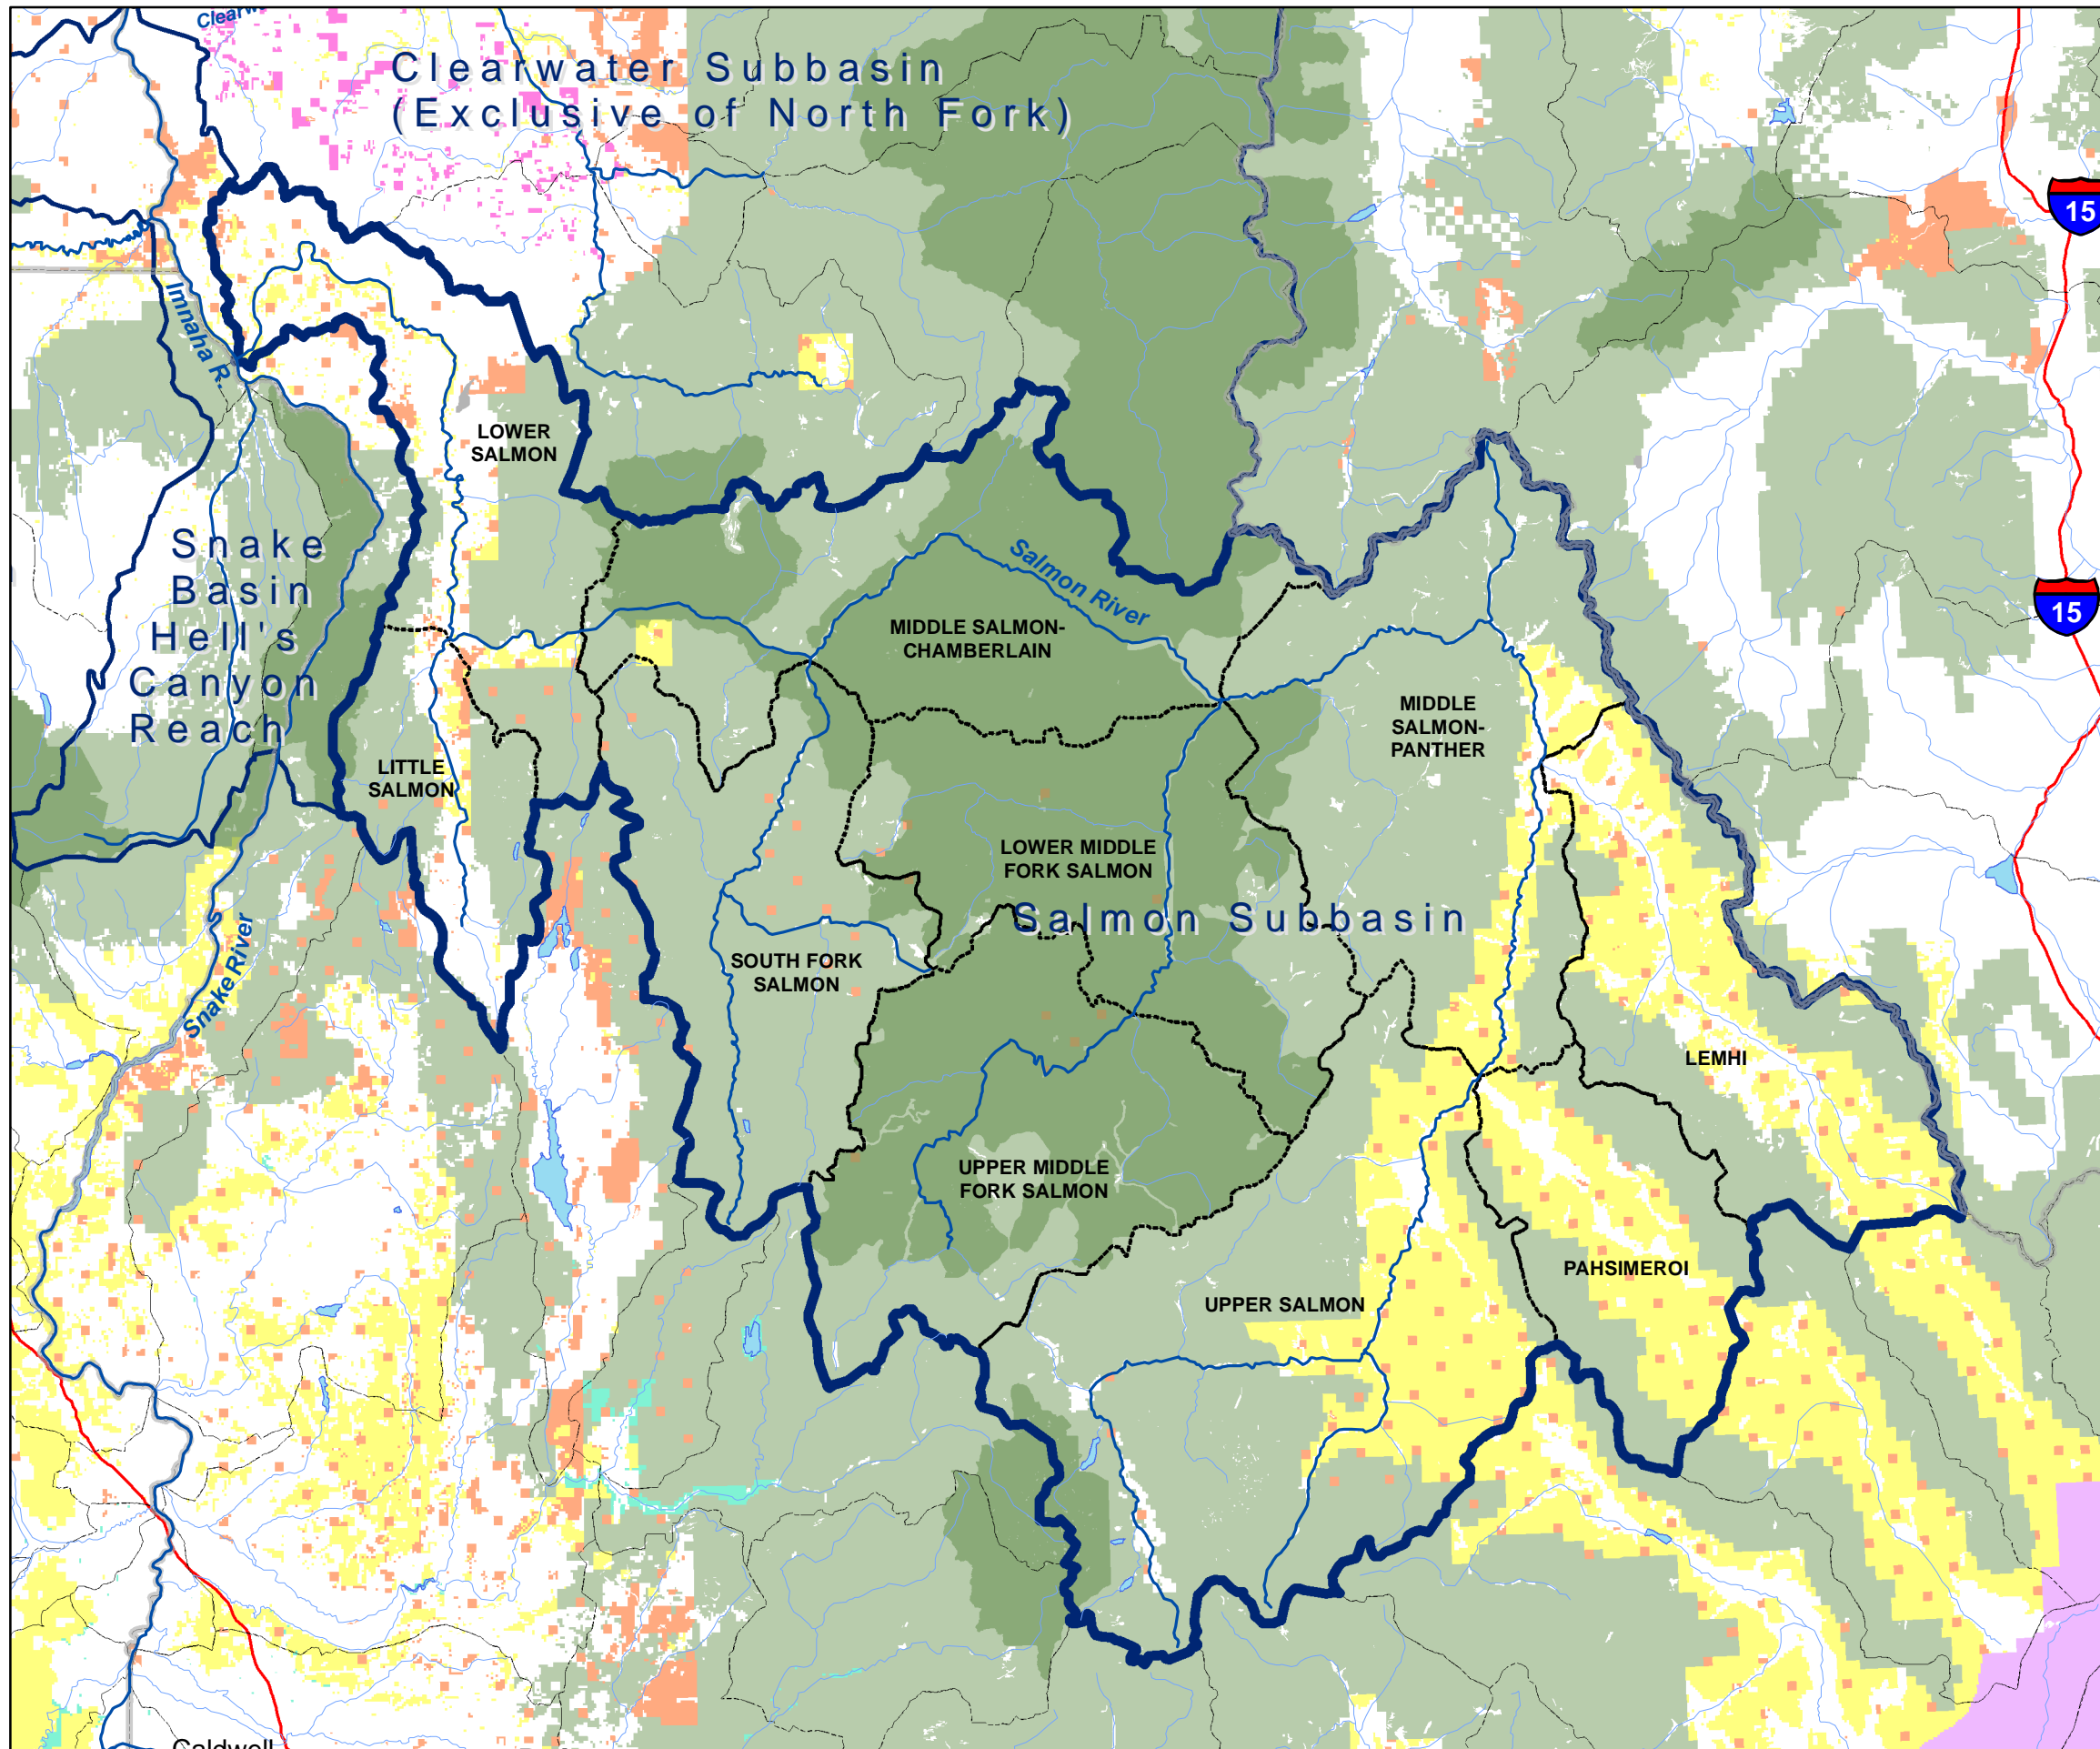 Clearwater Subbasin
(Exclusive of North Fork)
15
Imnaha R.
LOWER
SALMON
Snake
Basin
Hell's
Canyon
Reach
Salmon River
MIDDLE SALMON-
CHAMBERLAIN
15
MIDDLE
SALMON-
PANTHER
LITTLE
SALMON
LOWER MIDDLE
FORK SALMON
Salmon Subbasin
Snake River
SOUTH FORK
SALMON
LEMHI
UPPER MIDDLE
FORK SALMON
PAHSIMEROI
UPPER SALMON
Caldwell